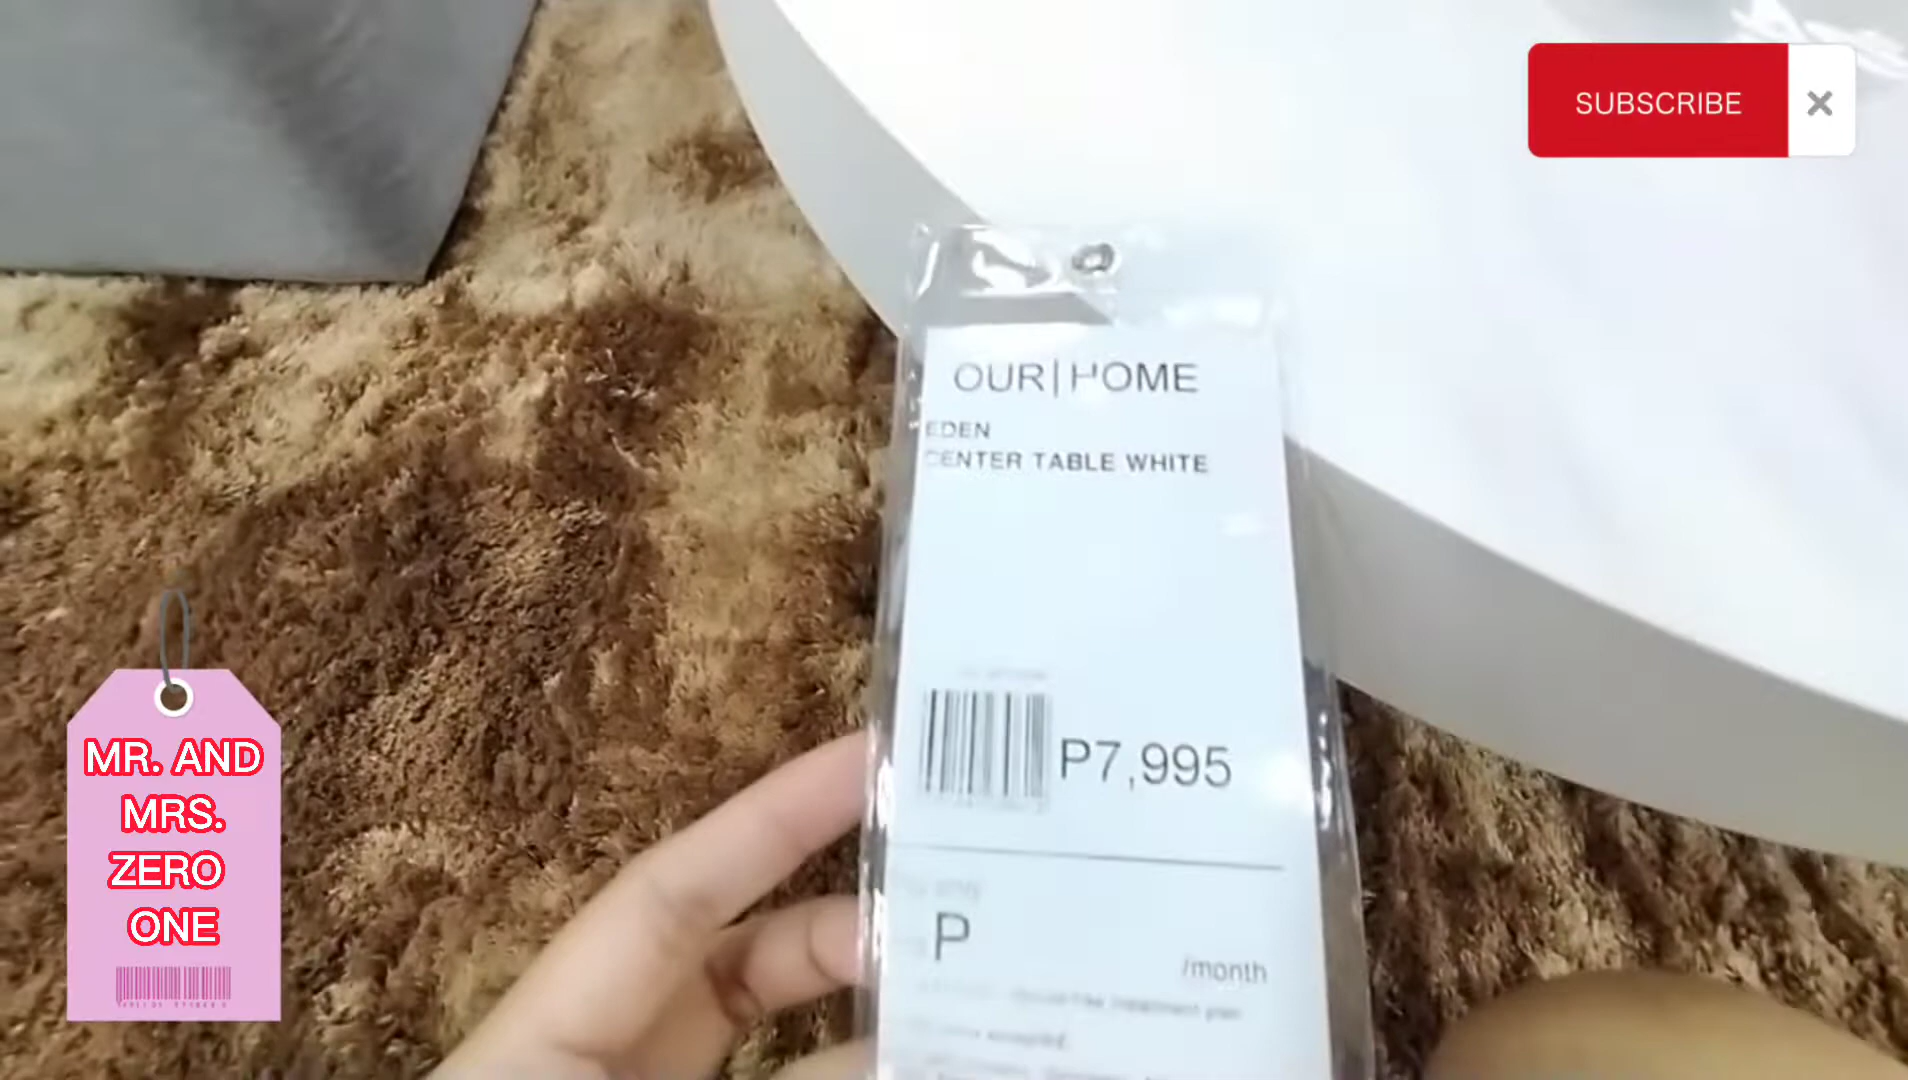 SUBSCRIBE
OUR|HOME
EDEN
CENTER TABLE WHITE
P7,995
P
/month
MR. AND
MRS.
ZERO
ONE